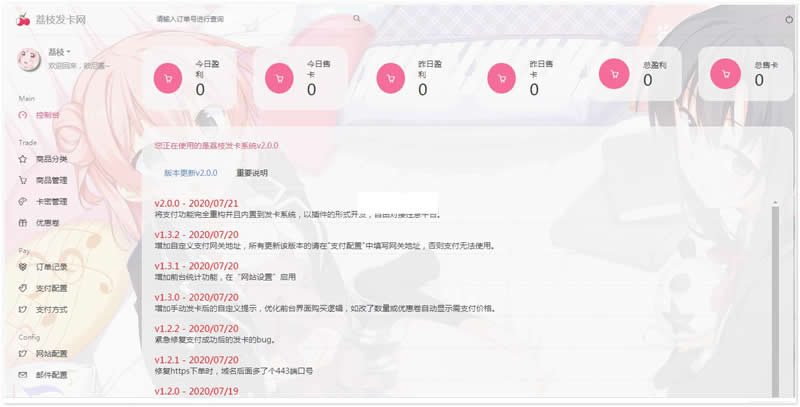 荔枝发卡网
请输入订单号进行查询
荔枝
欢迎回来，敲厄酱~
Main
控制台
Trade
商品分类
商品管理
卡密管理
优惠卷
Pay
订单记录
支付配置
支付方式
Config
网站配置
邮件配置
今日盈利
0
今日售卡
0
昨日盈利
0
昨日售卡
0
总盈利
0
总售卡
0
您正在使用的是荔枝发卡系统v2.0.0
版本更新v2.0.0
重要说明
v2.0.0 - 2020/07/21
将支付功能完全重构并且内置到发卡系统，以插件的形式开发，自由对接任意平台。
v1.3.2 - 2020/07/20
增加自定义支付网关地址，所有更新该版本的请在"支付配置"中填写网关地址，否则支付无法使用。
v1.3.1 - 2020/07/20
增加前台统计功能，在 "网站设置" 启用
v1.3.0 - 2020/07/20
增加手动发卡后的自定义提示，优化前台界面购买逻辑，如改了数量或优惠卷自动显示需支付价格。
v1.2.2 - 2020/07/20
紧急修复支付成功后的发卡的bug。
v1.2.1 - 2020/07/20
修复https下单时，域名后面多了个443端口号
v1.2.0 - 2020/07/19